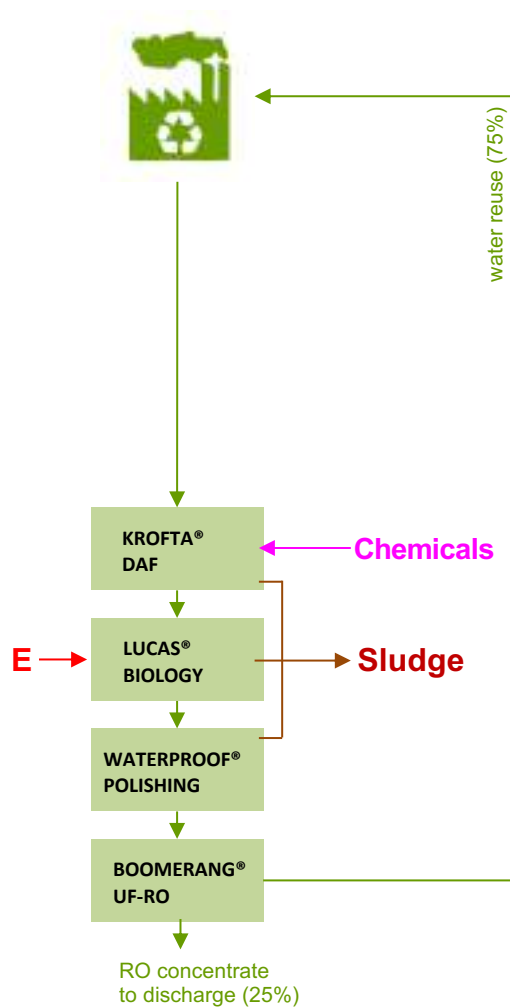 water reuse (75%)
KROFTA®
DAF
Chemicals
E
LUCAS®
BIOLOGY
Sludge
WATERPROOF®
POLISHING
BOOMERANG®
UF-RO
RO concentrate
to discharge (25%)